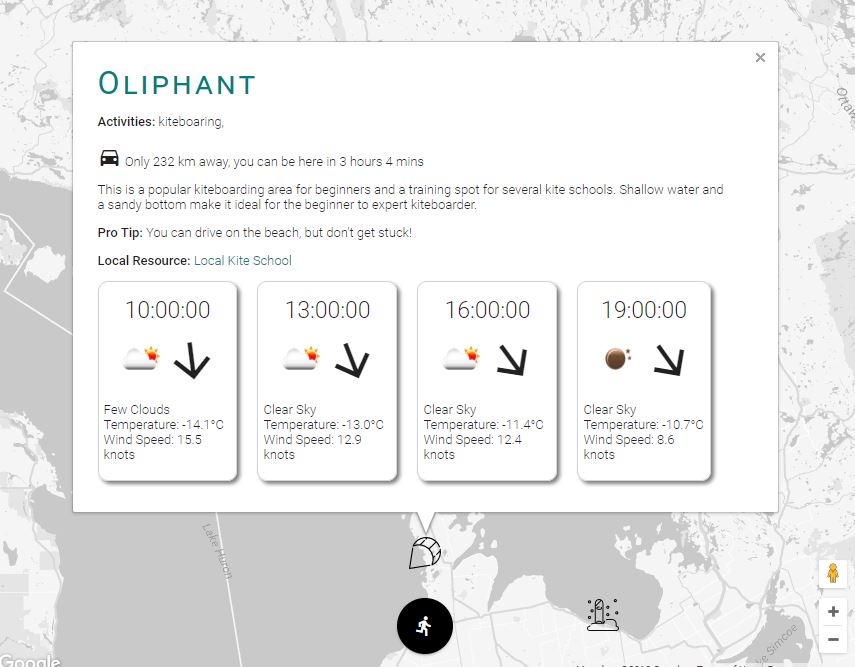 OLIPHANT
Activities: kiteboaring,
Only 232 km away, you can be here in 3 hours 4 mins
This is a popular kiteboarding area for beginners and a training spot for several kite schools. Shallow water and
a sandy bottom make it ideal for the beginner to expert kiteboarder.
Pro Tip: You can drive on the beach, but don't get stuck!
Local Resource: Local Kite School
10:00:00
Few Clouds
Temperature: -14.1°C
Wind Speed: 15.5
knots
13:00:00
Clear Sky
Temperature: -13.0°C
Wind Speed: 12.9
knots
16:00:00
Clear Sky
Temperature: -11.4°C
Wind Speed: 12.4
knots
19:00:00
Clear Sky
Temperature: -10.7°C
Wind Speed: 8.6
knots
Lake Huron
Simcoe
Google